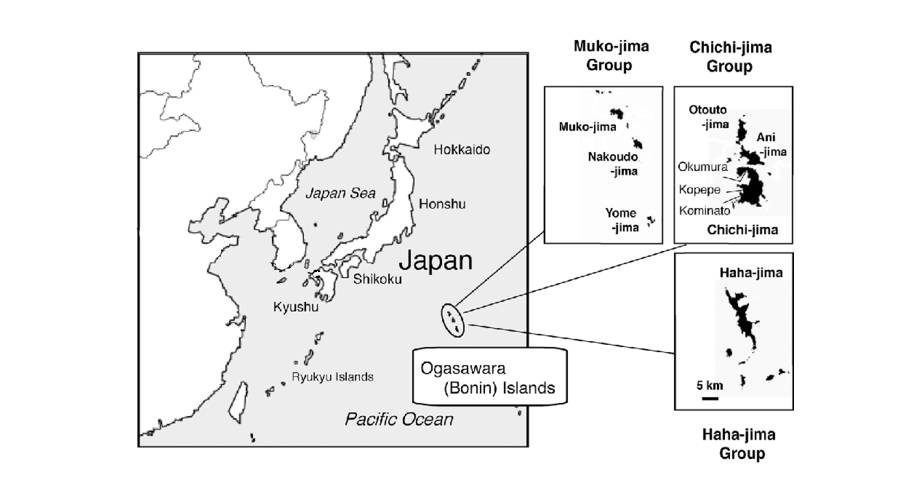 Muko-jima
Group
Chichi-jima
Group
Hokkaido
Japan Sea
Honshu
Japan
Shikoku
Kyushu
Ryukyu Islands
Ogasawara
(Bonin) Islands
Pacific Ocean
Muko-jima
Nakoudo
-jima
Yome
-jima
Otouto
-jima
Ani
-jima
Okumura
Kopepe
Kominato
Chichi-jima
Haha-jima
5 km
Haha-jima
Group